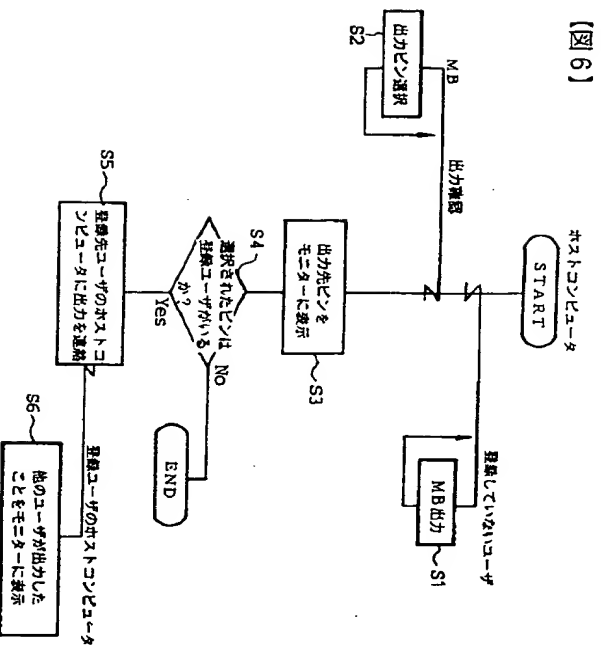 【図6】
ホストコンピュータ
START
登録していないユーザ
MB出力
S1
MB
出力ビン選択
S2
出力確認
出力先ビンを
モニターに表示
S3
S4
選択されたビンは
登録ユーザがいる
か?
No
END
Yes
S5
登録先ユーザのホストコ
ンピュータに出力を連絡
登録ユーザのホストコンピュータ
S6
他のユーザが出力した
ことをモニターに表示